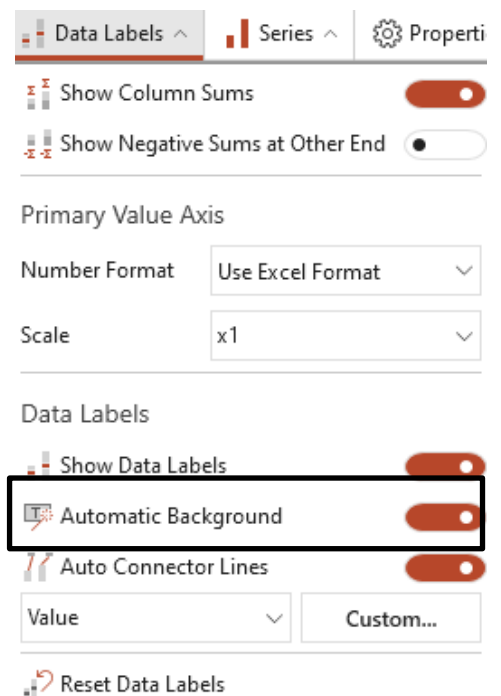 Data Labels Series Properti
Show Column Sums
Show Negative Sums at Other End
Primary Value Axis
Number Format Use Excel Format
Scale x1
Data Labels
Show Data Labels
Automatic Background
Auto Connector Lines
Value Custom...
Reset Data Labels